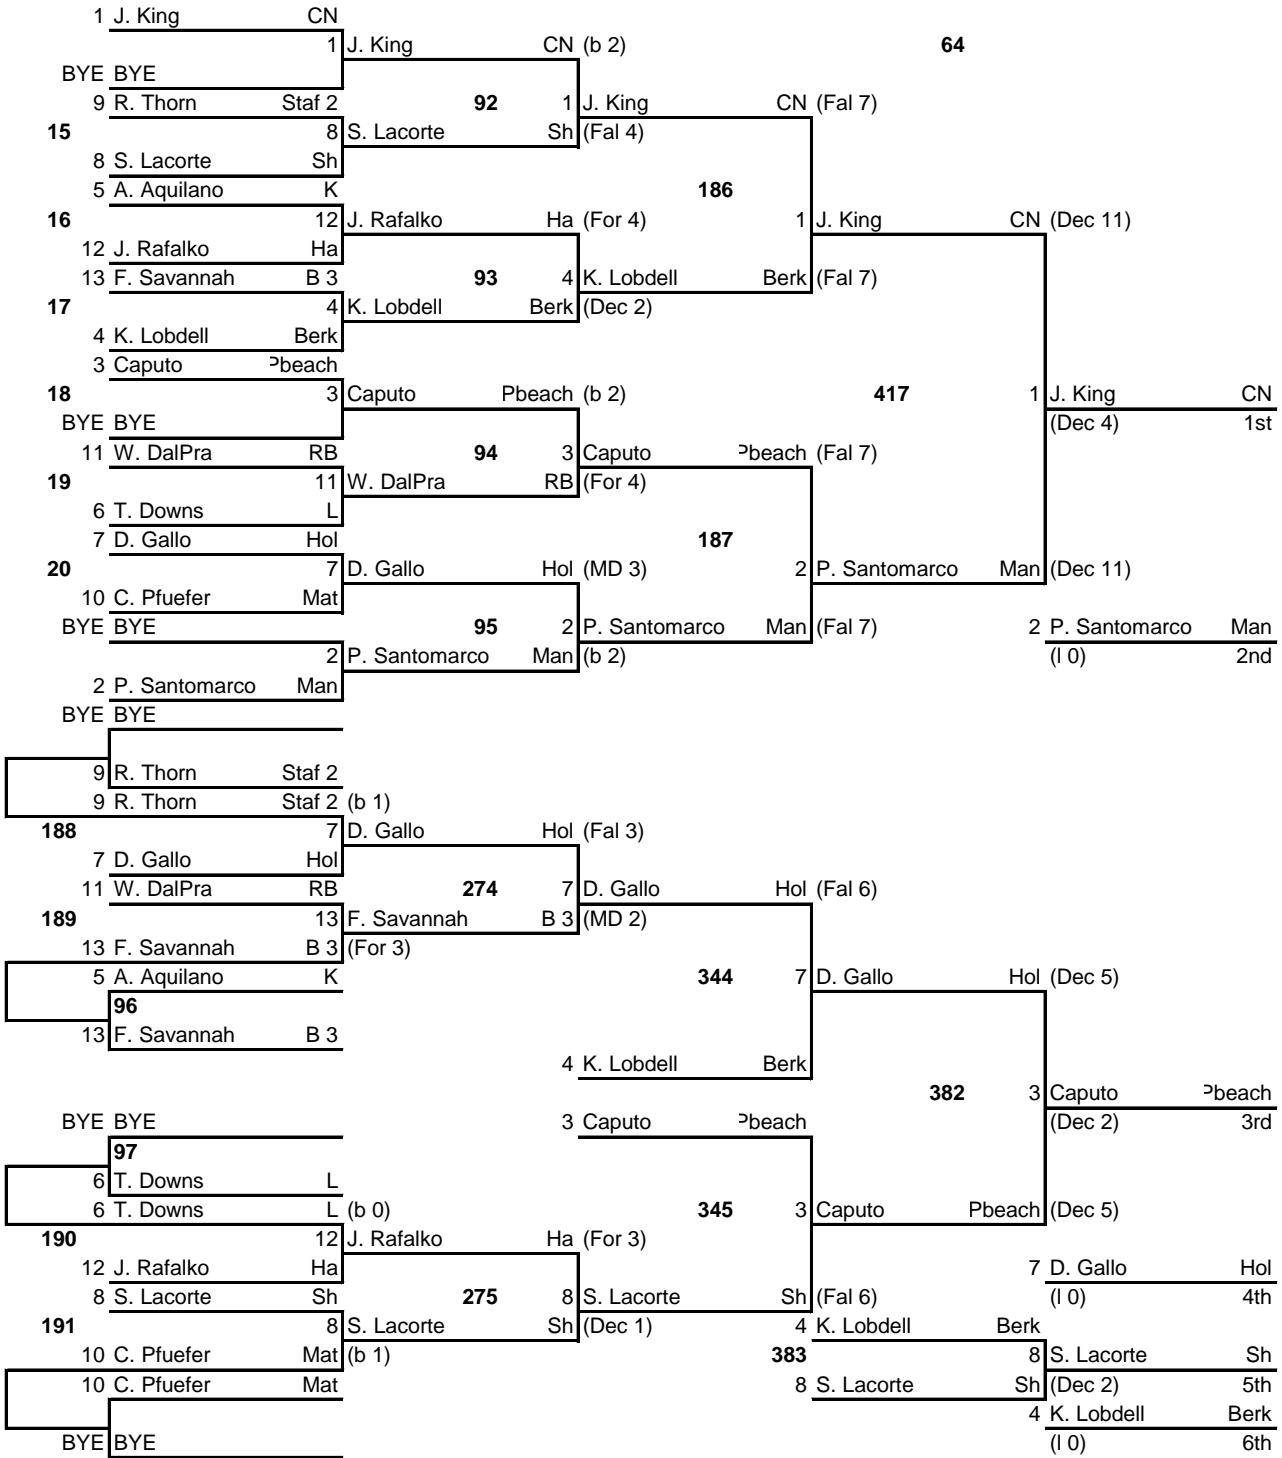 1 J. King CN
1 J. King CN (b 2) 64
BYE BYE
9 R. Thorn Staf 2 92 1 J. King CN (Fal 7)
15 8 S. Lacorte Sh (Fal 4)
8 S. Lacorte Sh
5 A. Aquilano K 186
16 12 J. Rafalko Ha (For 4) 1 J. King CN (Dec 11)
12 J. Rafalko Ha
13 F. Savannah B 3 93 4 K. Lobdell Berk (Fal 7)
17 4 K. Lobdell Berk (Dec 2)
4 K. Lobdell Berk
3 Caputo Pbeach
18 3 Caputo Pbeach (b 2) 417 1 J. King CN
BYE BYE (Dec 4) 1st
11 W. DalPra RB 94 3 Caputo Pbeach (Fal 7)
19 11 W. DalPra RB (For 4)
6 T. Downs L
7 D. Gallo Hol 187
20 7 D. Gallo Hol (MD 3) 2 P. Santomarco Man (Dec 11)
10 C. Pfuefer Mat
BYE BYE 95 2 P. Santomarco Man (Fal 7) 2 P. Santomarco Man
2 P. Santomarco Man (b 2) (l 0) 2nd
2 P. Santomarco Man
BYE BYE
9 R. Thorn Staf 2
9 R. Thorn Staf 2 (b 1)
188 7 D. Gallo Hol (Fal 3)
7 D. Gallo Hol
11 W. DalPra RB 274 7 D. Gallo Hol (Fal 6)
189 13 F. Savannah B 3 (MD 2)
13 F. Savannah B 3 (For 3)
5 A. Aquilano K 344 7 D. Gallo Hol (Dec 5)
96
13 F. Savannah B 3
4 K. Lobdell Berk
382 3 Caputo Pbeach
BYE BYE 3 Caputo Pbeach (Dec 2) 3rd
97
6 T. Downs L
6 T. Downs L (b 0) 345 3 Caputo Pbeach (Dec 5)
190 12 J. Rafalko Ha (For 3)
12 J. Rafalko Ha 7 D. Gallo Hol
8 S. Lacorte Sh 275 8 S. Lacorte Sh (Fal 6) (l 0) 4th
191 8 S. Lacorte Sh (Dec 1) 4 K. Lobdell Berk
10 C. Pfuefer Mat (b 1) 383 8 S. Lacorte Sh
10 C. Pfuefer Mat 8 S. Lacorte Sh (Dec 2) 5th
4 K. Lobdell Berk
BYE BYE (l 0) 6th